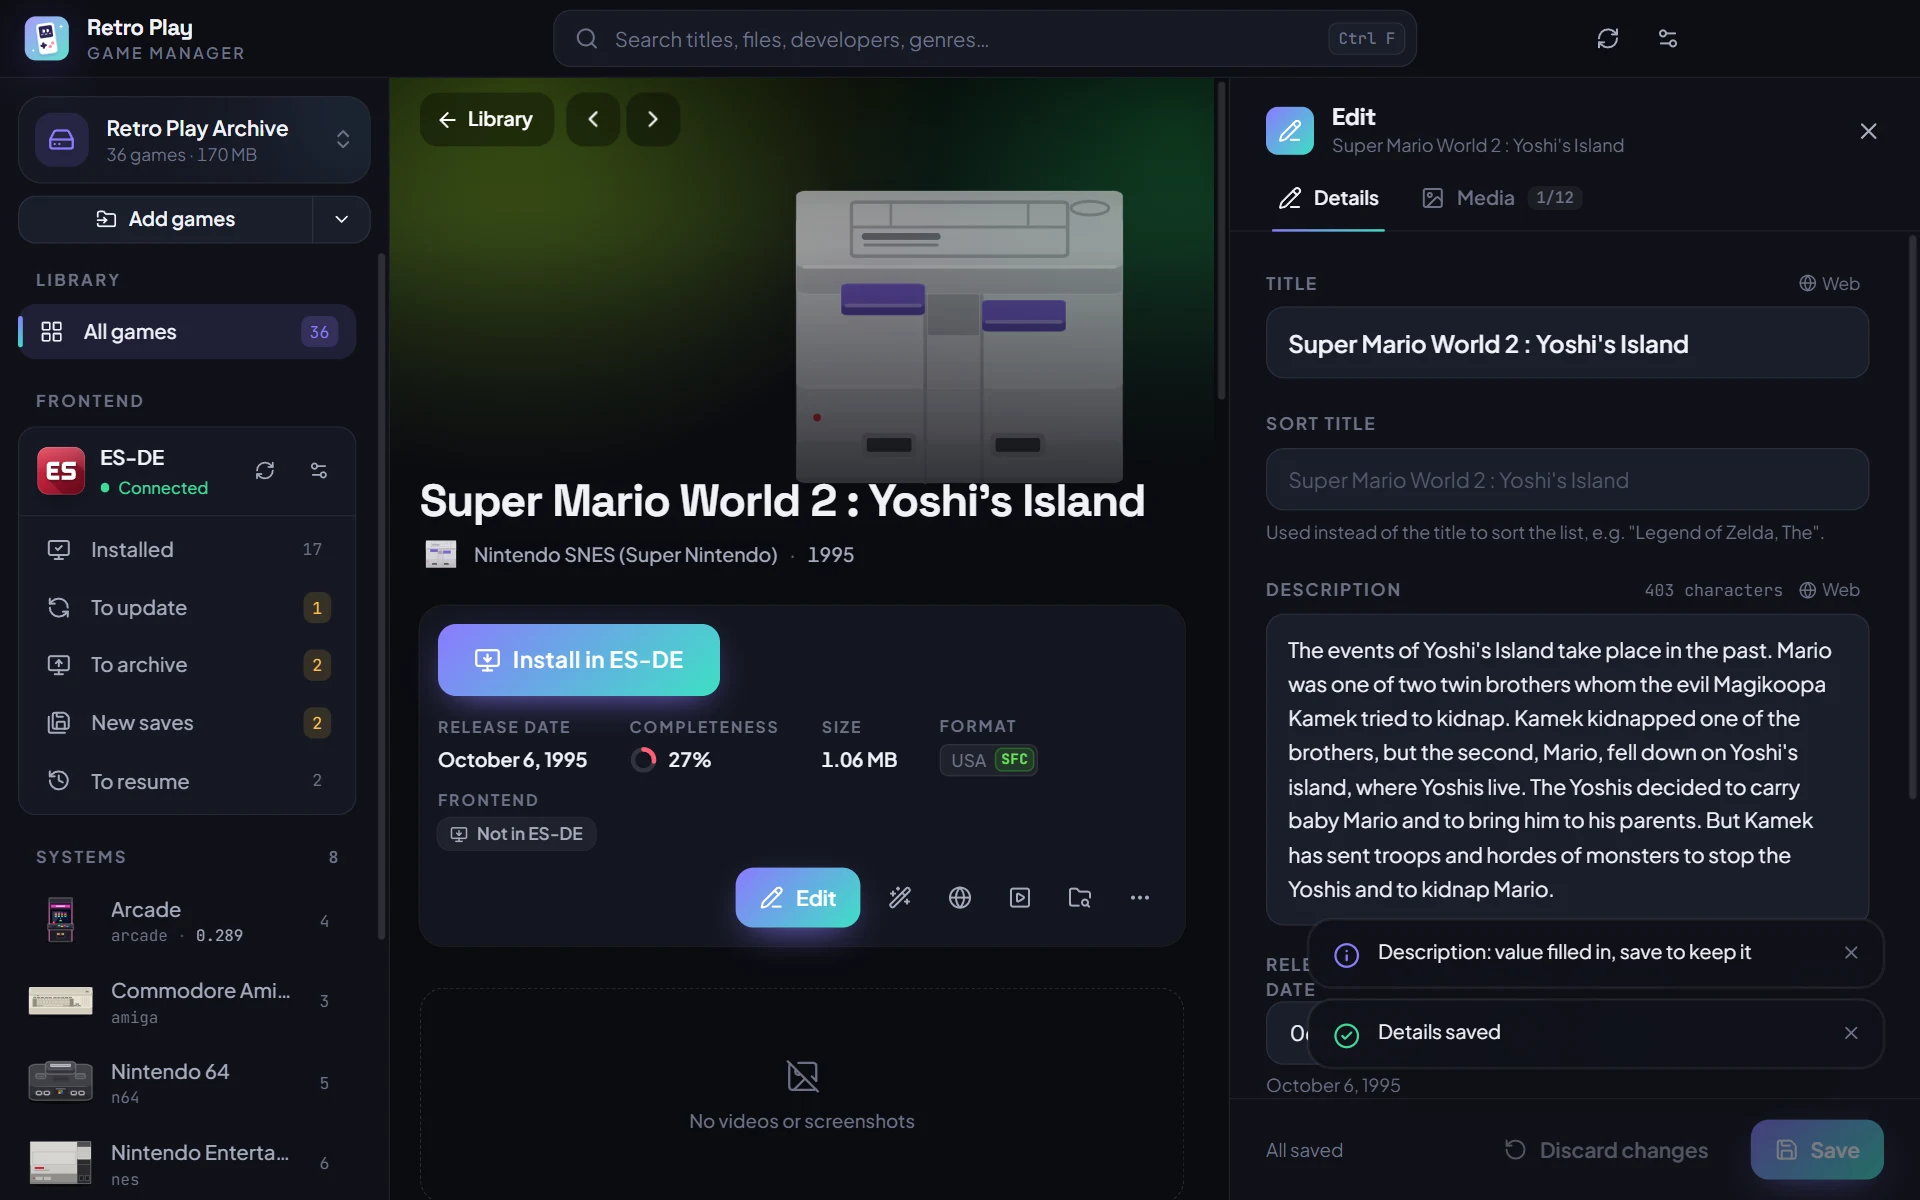 Retro Play
GAME MANAGER
Search titles, files, developers, genres...
Ctrl F
Retro Play Archive
36 games · 170 MB
Add games
LIBRARY
All games
36
FRONTEND
ES
ES-DE
Connected
Installed
17
To update
1
To archive
2
New saves
2
To resume
2
SYSTEMS
8
Arcade
4
arcade · 0.289
Commodore Ami...
3
amiga
Nintendo 64
5
n64
Nintendo Enterta...
6
nes
Library
Super Mario World 2 : Yoshi's Island
Nintendo SNES (Super Nintendo) · 1995
Install in ES-DE
RELEASE DATE
October 6, 1995
COMPLETENESS
27%
SIZE
1.06 MB
FORMAT
USA SFC
FRONTEND
Not in ES-DE
Edit
No videos or screenshots
Edit
Super Mario World 2 : Yoshi's Island
Details
Media
1/12
TITLE
Web
Super Mario World 2 : Yoshi's Island
SORT TITLE
Super Mario World 2 : Yoshi's Island
Used instead of the title to sort the list, e.g. "Legend of Zelda, The".
DESCRIPTION
403 characters
Web
The events of Yoshi's Island take place in the past. Mario
was one of two twin brothers whom the evil Magikoopa
Kamek tried to kidnap. Kamek kidnapped one of the
brothers, but the second, Mario, fell down on Yoshi's
island, where Yoshis live. The Yoshis decided to carry
baby Mario and to bring him to his parents. But Kamek
has sent troops and hordes of monsters to stop the
Yoshis and to kidnap Mario.
Description: value filled in, save to keep it
RELE
DATE
Details saved
October 6, 1995
All saved
Discard changes
Save